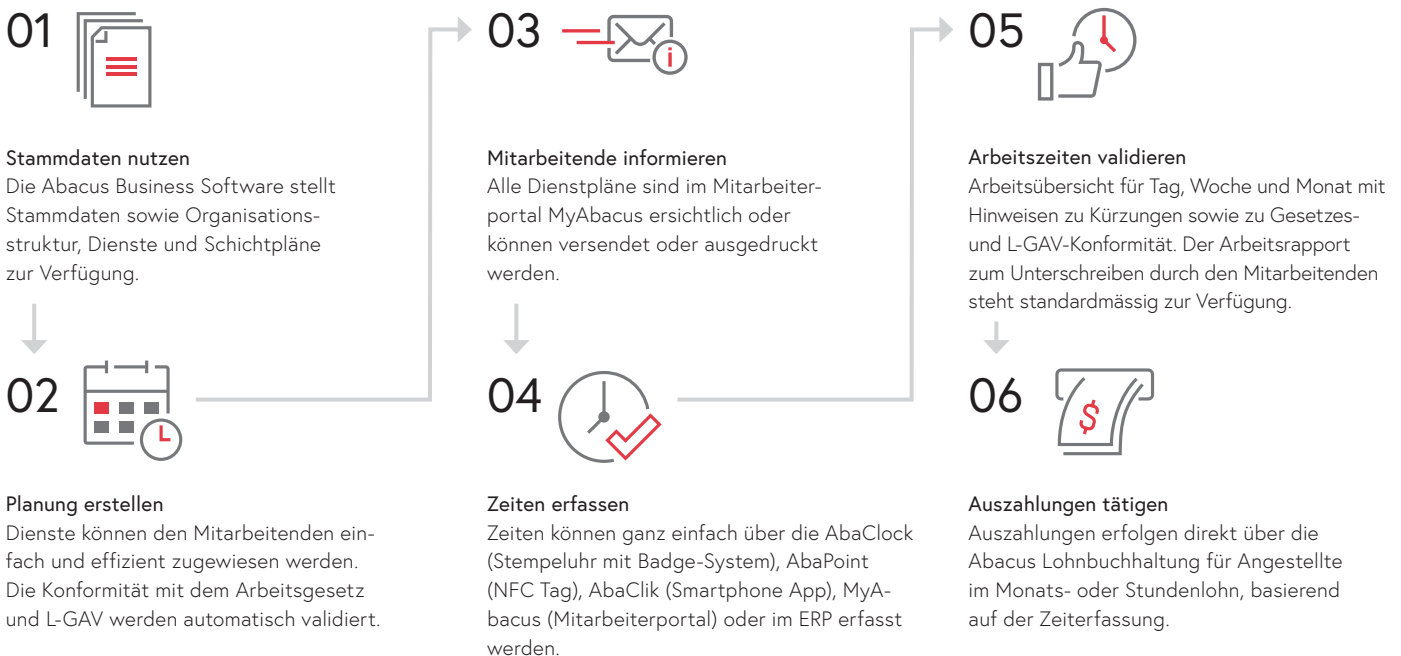 01
Stammdaten nutzen
Die Abacus Business Software stellt
Stammdaten sowie Organisations-
struktur, Dienste und Schichtpläne
zur Verfügung.
02
Planung erstellen
Dienste können den Mitarbeitenden ein-
fach und effizient zugewiesen werden.
Die Konformität mit dem Arbeitsgesetz
und L-GAV werden automatisch validiert.
03
i
Mitarbeitende informieren
Alle Dienstpläne sind im Mitarbeiter-
portal MyAbacus ersichtlich oder
können versendet oder ausgedruckt
werden.
04
Zeiten erfassen
Zeiten können ganz einfach über die AbaClock
(Stempeluhr mit Badge-System), AbaPoint
(NFC Tag), AbaClik (Smartphone App), MyA-
bacus (Mitarbeiterportal) oder im ERP erfasst
werden.
05
Arbeitszeiten validieren
Arbeitsübersicht für Tag, Woche und Monat mit
Hinweisen zu Kürzungen sowie zu Gesetzes-
und L-GAV-Konformität. Der Arbeitsrapport
zum Unterschreiben durch den Mitarbeitenden
steht standardmässig zur Verfügung.
06
$
Auszahlungen tätigen
Auszahlungen erfolgen direkt über die
Abacus Lohnbuchhaltung für Angestellte
im Monats- oder Stundenlohn, basierend
auf der Zeiterfassung.